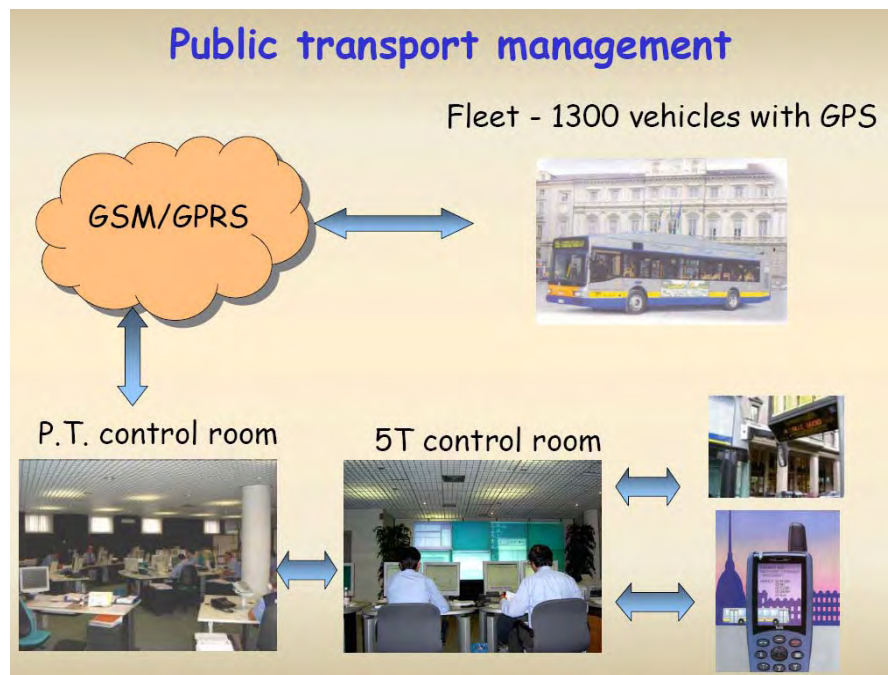 Public transport management
Fleet - 1300 vehicles with GPS
GSM/GPRS
P.T. control room
5T control room